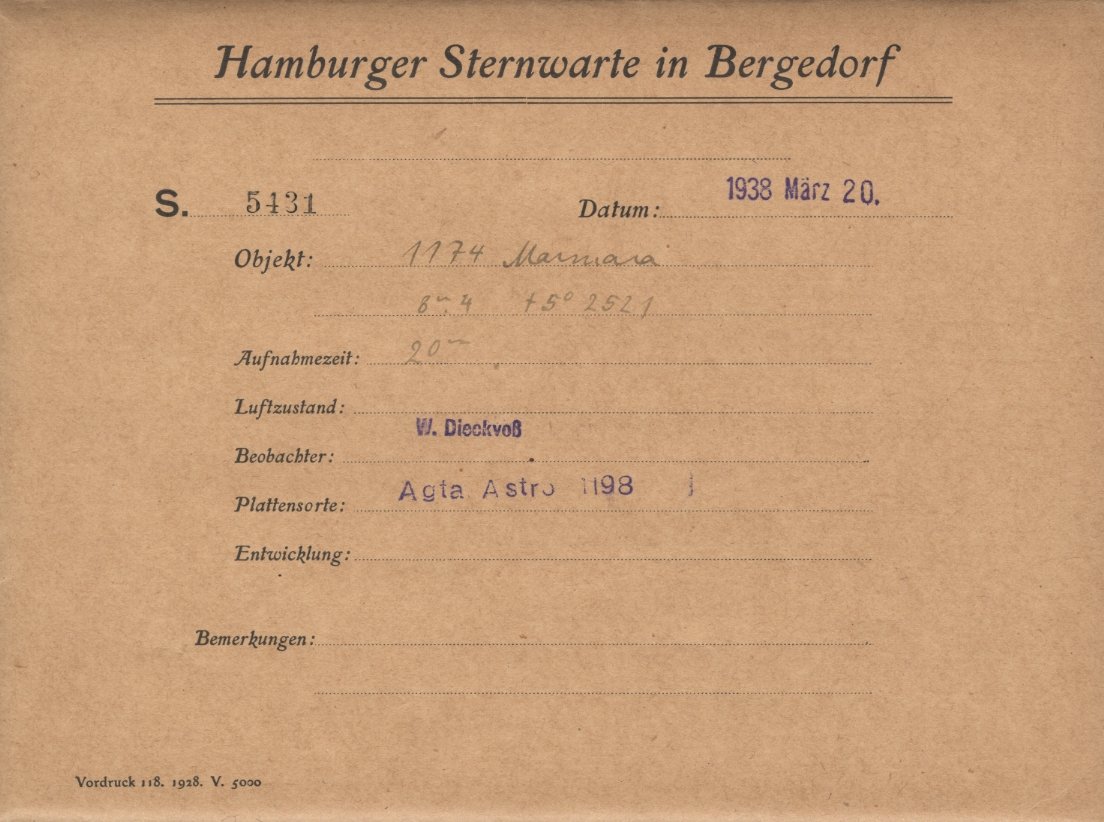 Hamburger Sternwarte in Bergedorf
S. 5431 Datum: 1938 März 20.
Objekt: 1174 Marmara
8m.4 +5° 2521
Aufnahmezeit: 20m
Luftzustand:
Beobachter: W. Dieckvoß
Plattensorte: Agfa Astro 1198
Entwicklung:
Bemerkungen:
Vordruck 118. 1928. V. 5000